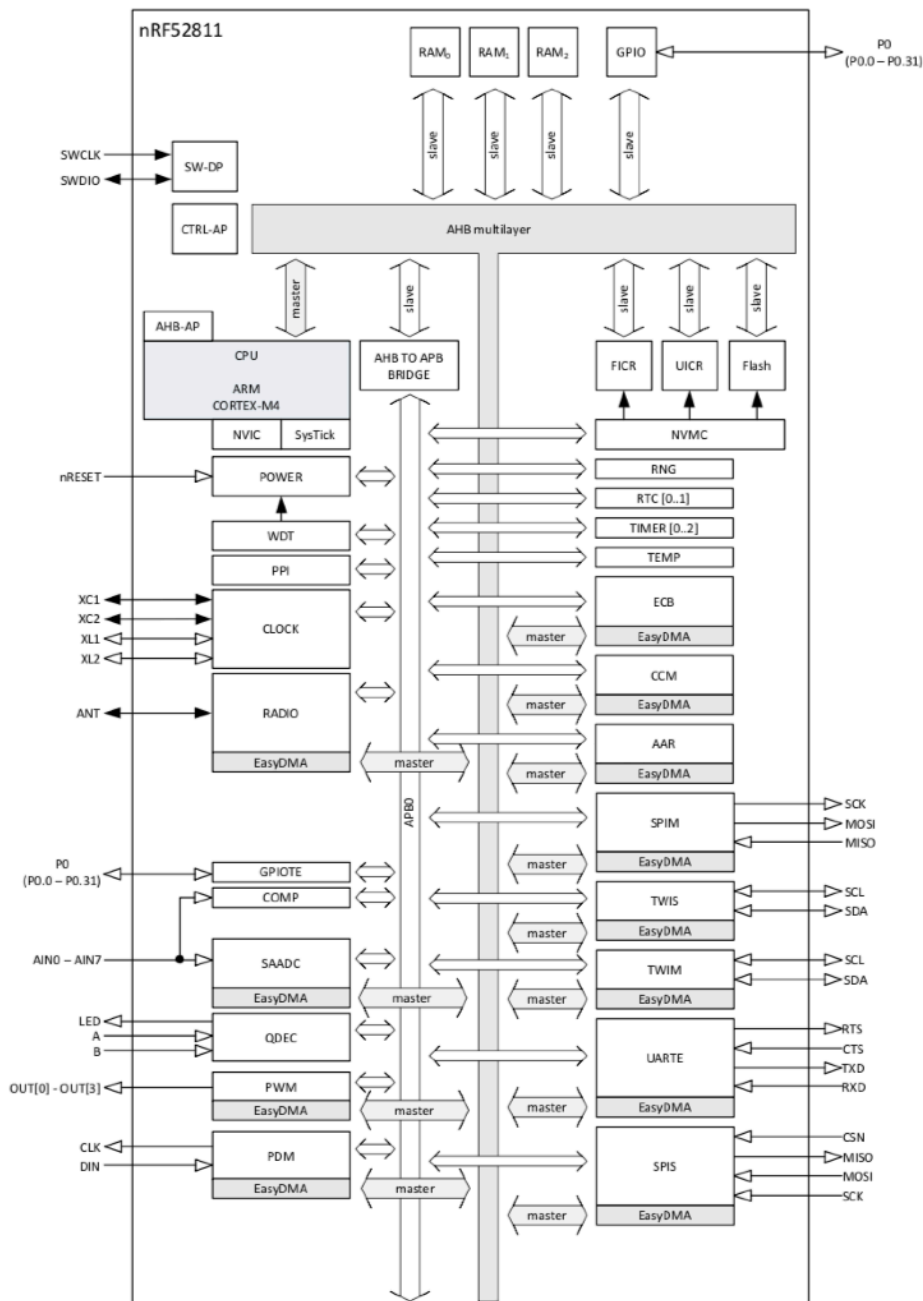 nRF52811
RAM₀
RAM₁
RAM₂
GPIO
P0
(P0.0 – P0.31)
slave
slave
slave
slave
SWCLK
SWDIO
SW-DP
CTRL-AP
AHB multilayer
master
slave
slave
slave
slave
AHB-AP
CPU
ARM
CORTEX-M4
NVIC
SysTick
AHB TO APB
BRIDGE
FICR
UICR
Flash
NVMC
nRESET
POWER
RNG
RTC [0..1]
WDT
TIMER [0..2]
PPI
TEMP
XC1
XC2
XL1
XL2
CLOCK
ECB
master
EasyDMA
CCM
master
EasyDMA
ANT
RADIO
EasyDMA
master
AAR
master
EasyDMA
APB0
SPIM
master
EasyDMA
SCK
MOSI
MISO
P0
(P0.0 – P0.31)
GPIOTE
COMP
TWIS
master
EasyDMA
SCL
SDA
AIN0 – AIN7
SAADC
EasyDMA
master
TWIM
master
EasyDMA
SCL
SDA
LED
A
B
QDEC
UARTE
master
EasyDMA
RTS
CTS
TXD
RXD
OUT[0] - OUT[3]
PWM
EasyDMA
master
CLK
DIN
PDM
EasyDMA
master
SPIS
master
EasyDMA
CSN
MISO
MOSI
SCK